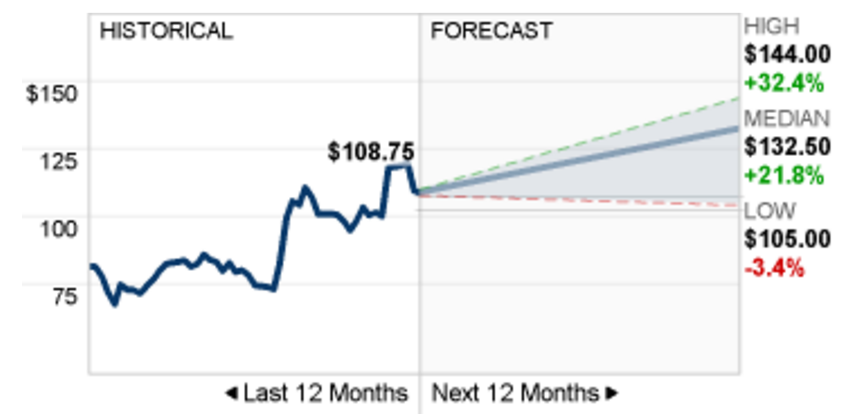 HISTORICAL
FORECAST
HIGH
$144.00
+32.4%
MEDIAN
$132.50
+21.8%
LOW
$105.00
-3.4%
$150
125
100
75
$108.75
◄ Last 12 Months
Next 12 Months ►